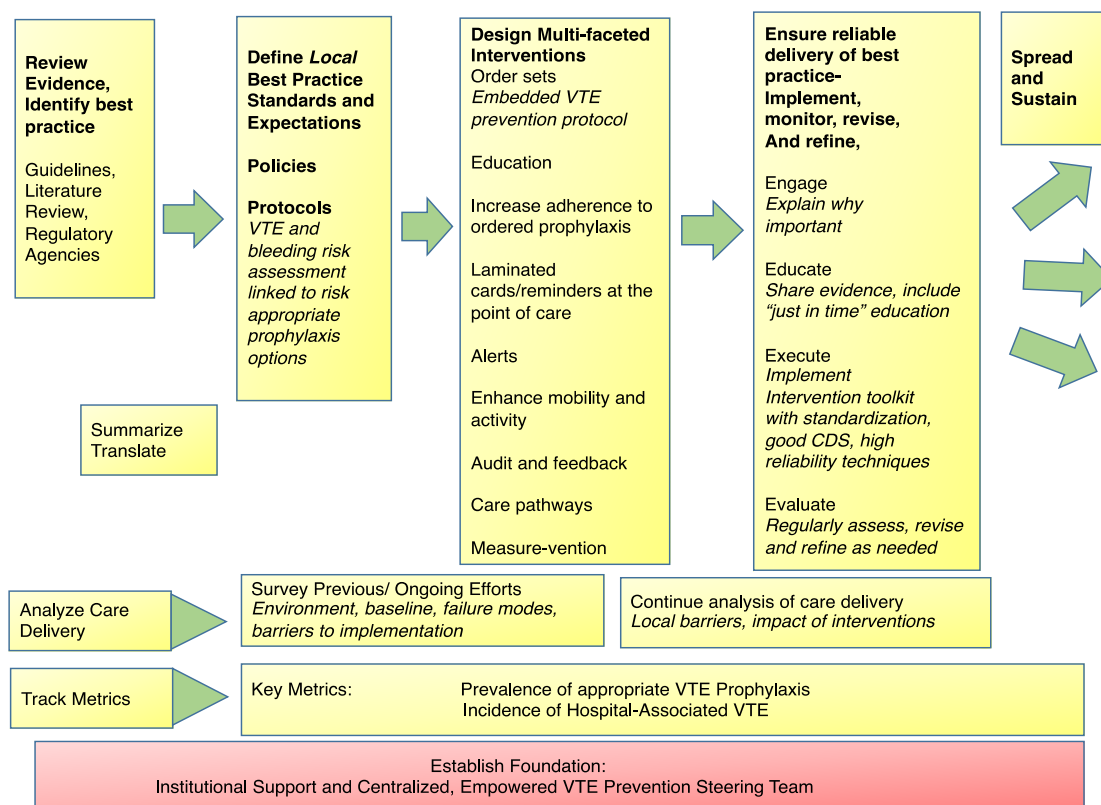 Review
Evidence,
Identify best
practice
Guidelines,
Literature
Review,
Regulatory
Agencies
Define Local
Best Practice
Standards and
Expectations
Policies
Protocols
VTE and
bleeding risk
assessment
linked to risk
appropriate
prophylaxis
options
Summarize
Translate
Design Multi-faceted
Interventions
Order sets
Embedded VTE
prevention protocol
Education
Increase adherence to
ordered prophylaxis
Laminated
cards/reminders at the
point of care
Alerts
Enhance mobility and
activity
Audit and feedback
Care pathways
Measure-vention
Ensure reliable
delivery of best
practice-
Implement,
monitor, revise,
And refine,
Engage
Explain why
important
Educate
Share evidence, include
“just in time” education
Execute
Implement
Intervention toolkit
with standardization,
good CDS, high
reliability techniques
Evaluate
Regularly assess, revise
and refine as needed
Spread
and
Sustain
Analyze Care
Delivery
Survey Previous/ Ongoing Efforts
Environment, baseline, failure modes,
barriers to implementation
Continue analysis of care delivery
Local barriers, impact of interventions
Track Metrics
Key Metrics: Prevalence of appropriate VTE Prophylaxis
Incidence of Hospital-Associated VTE
Establish Foundation:
Institutional Support and Centralized, Empowered VTE Prevention Steering Team